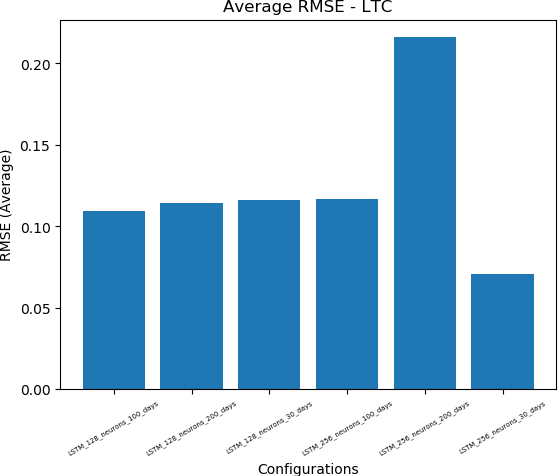 Average RMSE - LTC
RMSE (Average)
0.20
0.15
0.10
0.05
0.00
LSTM_128_neurons_100_days
LSTM_128_neurons_200_days
LSTM_128_neurons_30_days
LSTM_256_neurons_100_days
LSTM_256_neurons_200_days
LSTM_256_neurons_30_days
Configurations